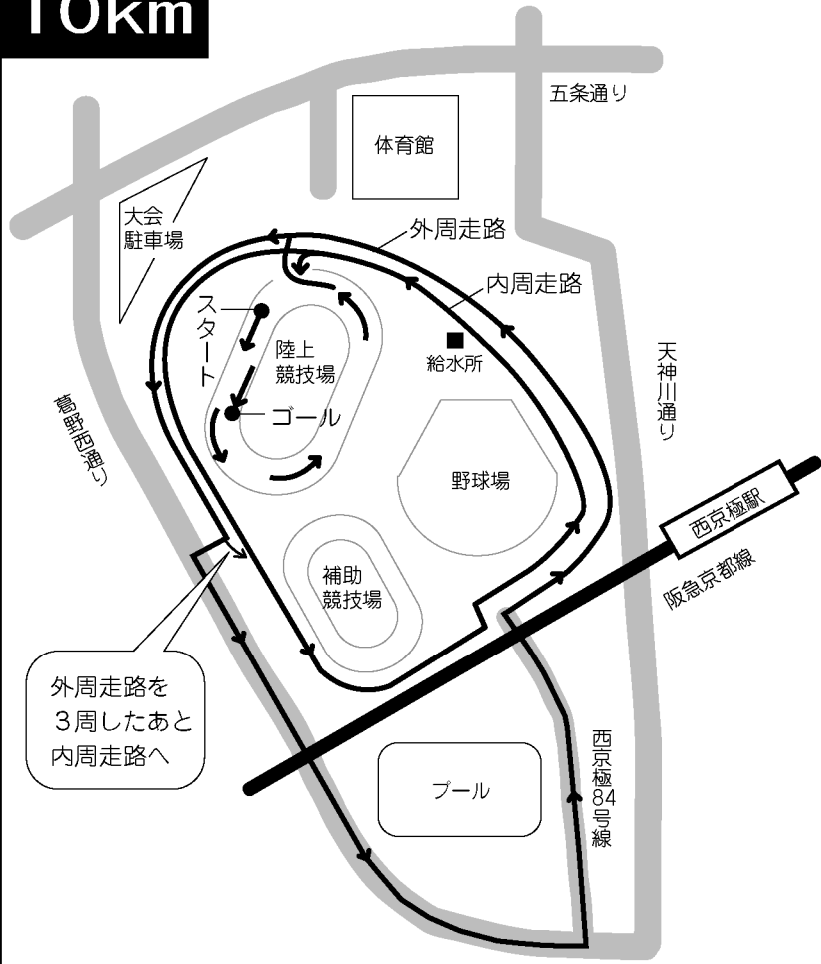 10km
五条通り
体育館
大会
駐車場
外周走路
内周走路
スタート
陸上
競技場
給水所
ゴール
天神川通り
葛野西通り
野球場
西京極駅
阪急京都線
補助
競技場
外周走路を
3周したあと
内周走路へ
プール
西京極84号線